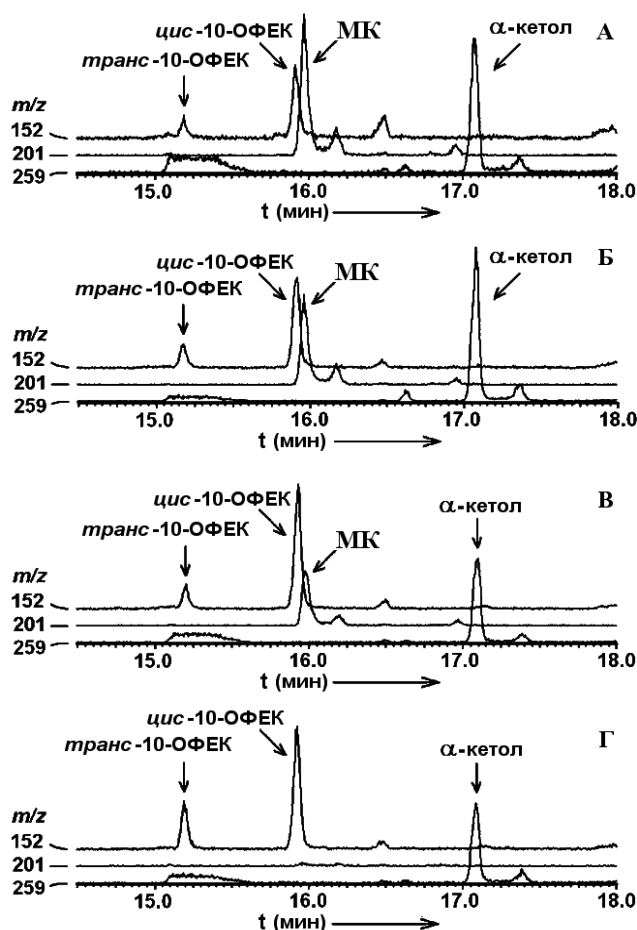 цис-10-ОФЕК МК α-кетол А
транс-10-ОФЕК
m/z
152
201
259
15.0 16.0 17.0 18.0
t (мин)
цис-10-ОФЕК МК α-кетол Б
транс-10-ОФЕК
m/z
152
201
259
15.0 16.0 17.0 18.0
t (мин)
цис-10-ОФЕК МК α-кетол В
транс-10-ОФЕК
m/z
152
201
259
15.0 16.0 17.0 18.0
t (мин)
цис-10-ОФЕК α-кетол Г
транс-10-ОФЕК
m/z
152
201
259
15.0 16.0 17.0 18.0
t (мин)